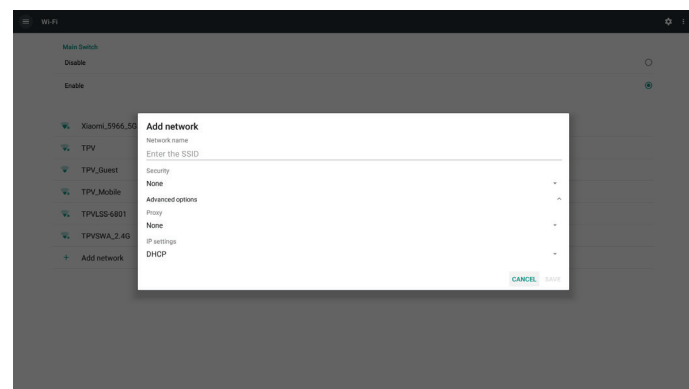 Wi-Fi
Main Switch
Disable
Enable
Xiaomi_5966_5G
TPV
TPV_Guest
TPV_Mobile
TPVLSS-6801
TPVSWA_2.4G
Add network
Add network
Network name
Enter the SSID
Security
None
Advanced options
Proxy
None
IP settings
DHCP
CANCEL SAVE